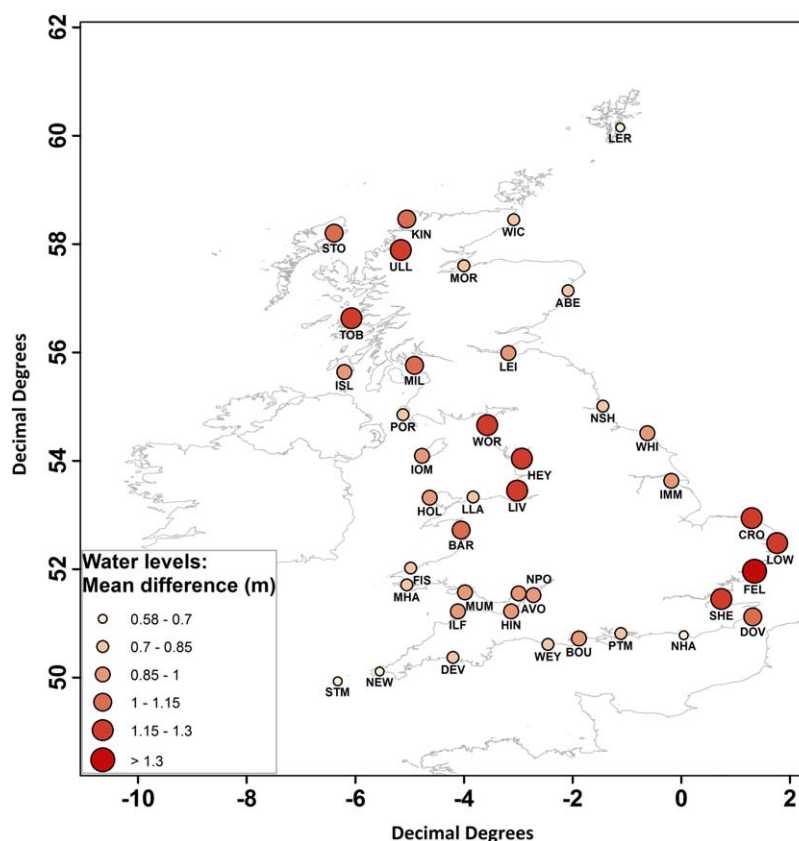 62
60
58
56
54
52
50
Decimal Degrees
LER
STO
KIN
WIC
ULL
MOR
ABE
TOB
ISL
MIL
LEI
POR
NSH
WOR
WHI
IOM
HEY
IMM
HOL
LLA
LIV
CRO
BAR
LOW
FIS
NPO
FEL
MHA
MUM
AVO
SHE
ILF
HIN
DOV
WEY
BOU
PTM
NHA
DEV
NEW
STM
Water levels:
Mean difference (m)
0.58 - 0.7
0.7 - 0.85
0.85 - 1
1 - 1.15
1.15 - 1.3
> 1.3
-10 -8 -6 -4 -2 0 2
Decimal Degrees